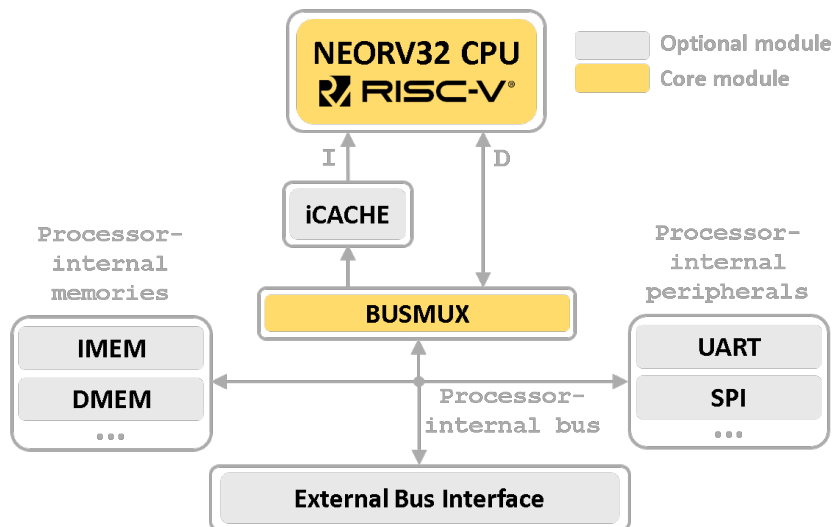 NEORV32 CPU
RISC-V®
Optional module
Core module
I
D
iCACHE
Processor-
internal
memories
Processor-
internal
peripherals
BUSMUX
IMEM
DMEM
...
UART
SPI
...
Processor-
internal bus
External Bus Interface